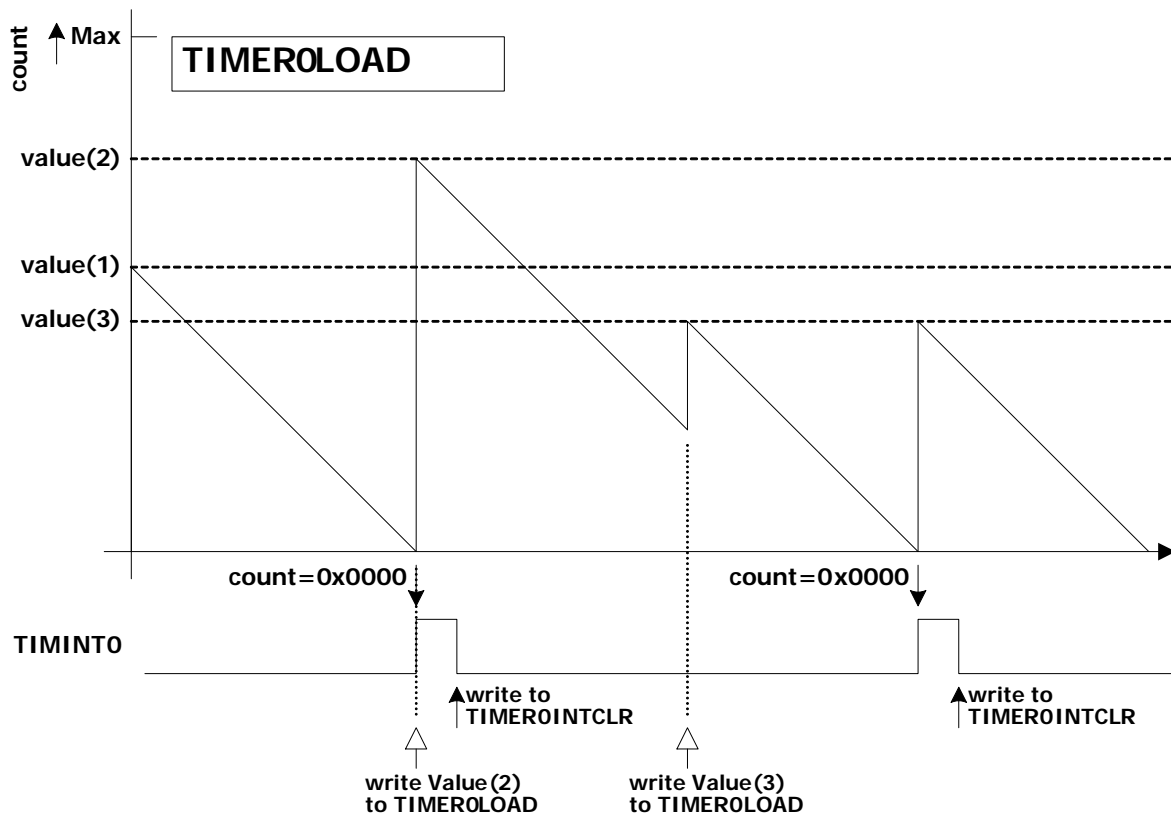 count
Max
TIMER0LOAD
value(2)
value(1)
value(3)
count=0x0000
count=0x0000
TIMINT0
write to
TIMER0INTCLR
write to
TIMER0INTCLR
write Value(2)
to TIMER0LOAD
write Value(3)
to TIMER0LOAD